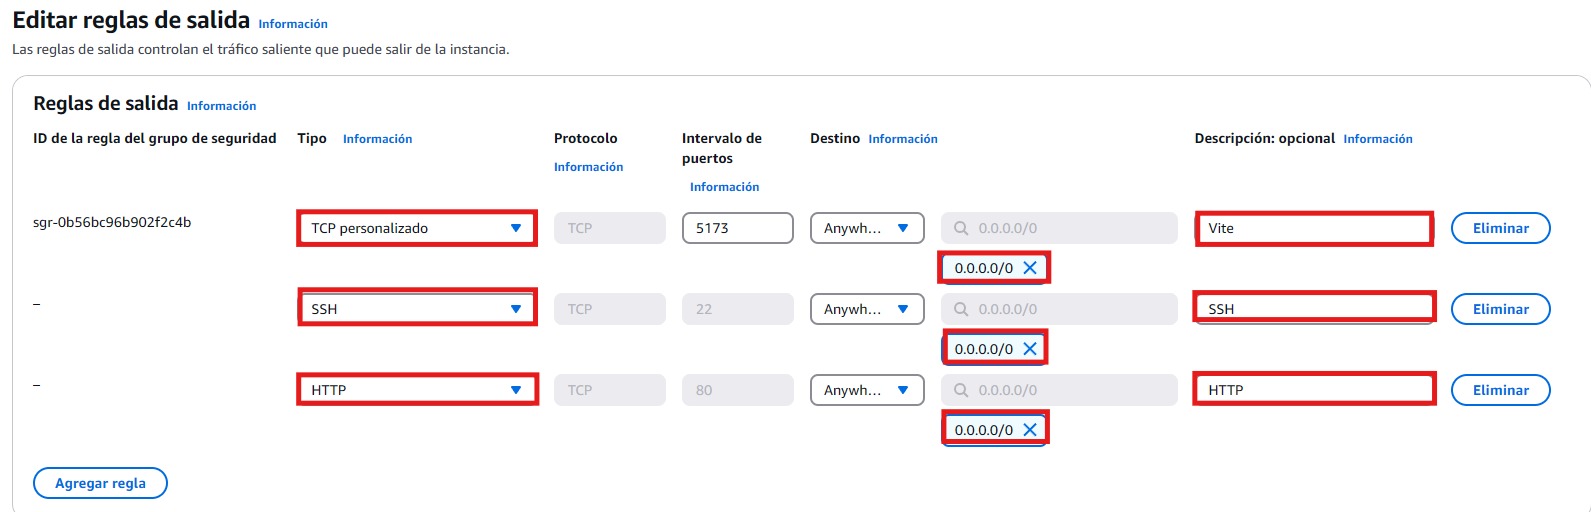 Editar reglas de salida Información
Las reglas de salida controlan el tráfico saliente que puede salir de la instancia.
Reglas de salida Información
ID de la regla del grupo de seguridad Tipo Información Protocolo Información Intervalo de puertos Información Destino Información Descripción: opcional Información
sgr-0b56bc96b902f2c4b TCP personalizado TCP 5173 Anywh... 0.0.0.0/0 Vite Eliminar
0.0.0.0/0
– SSH TCP 22 Anywh... 0.0.0.0/0 SSH Eliminar
0.0.0.0/0
– HTTP TCP 80 Anywh... 0.0.0.0/0 HTTP Eliminar
0.0.0.0/0
Agregar regla